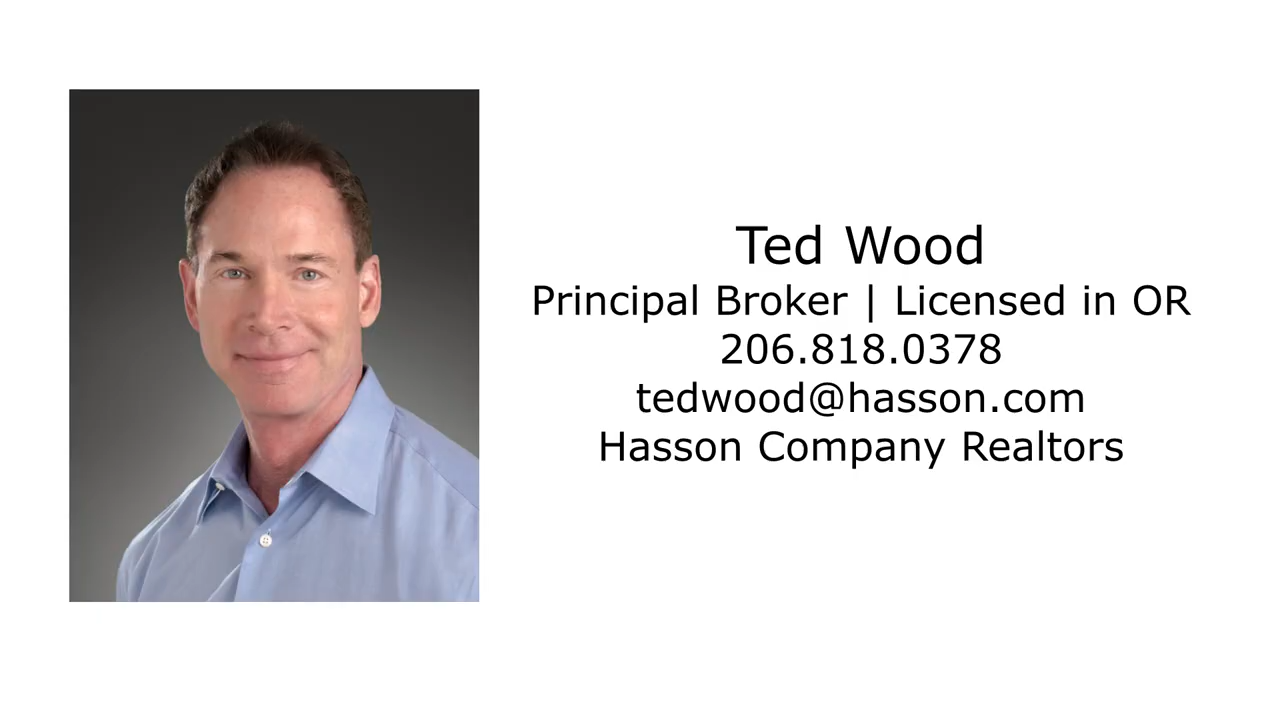 Ted Wood
Principal Broker | Licensed in OR
206.818.0378
tedwood@hasson.com
Hasson Company Realtors